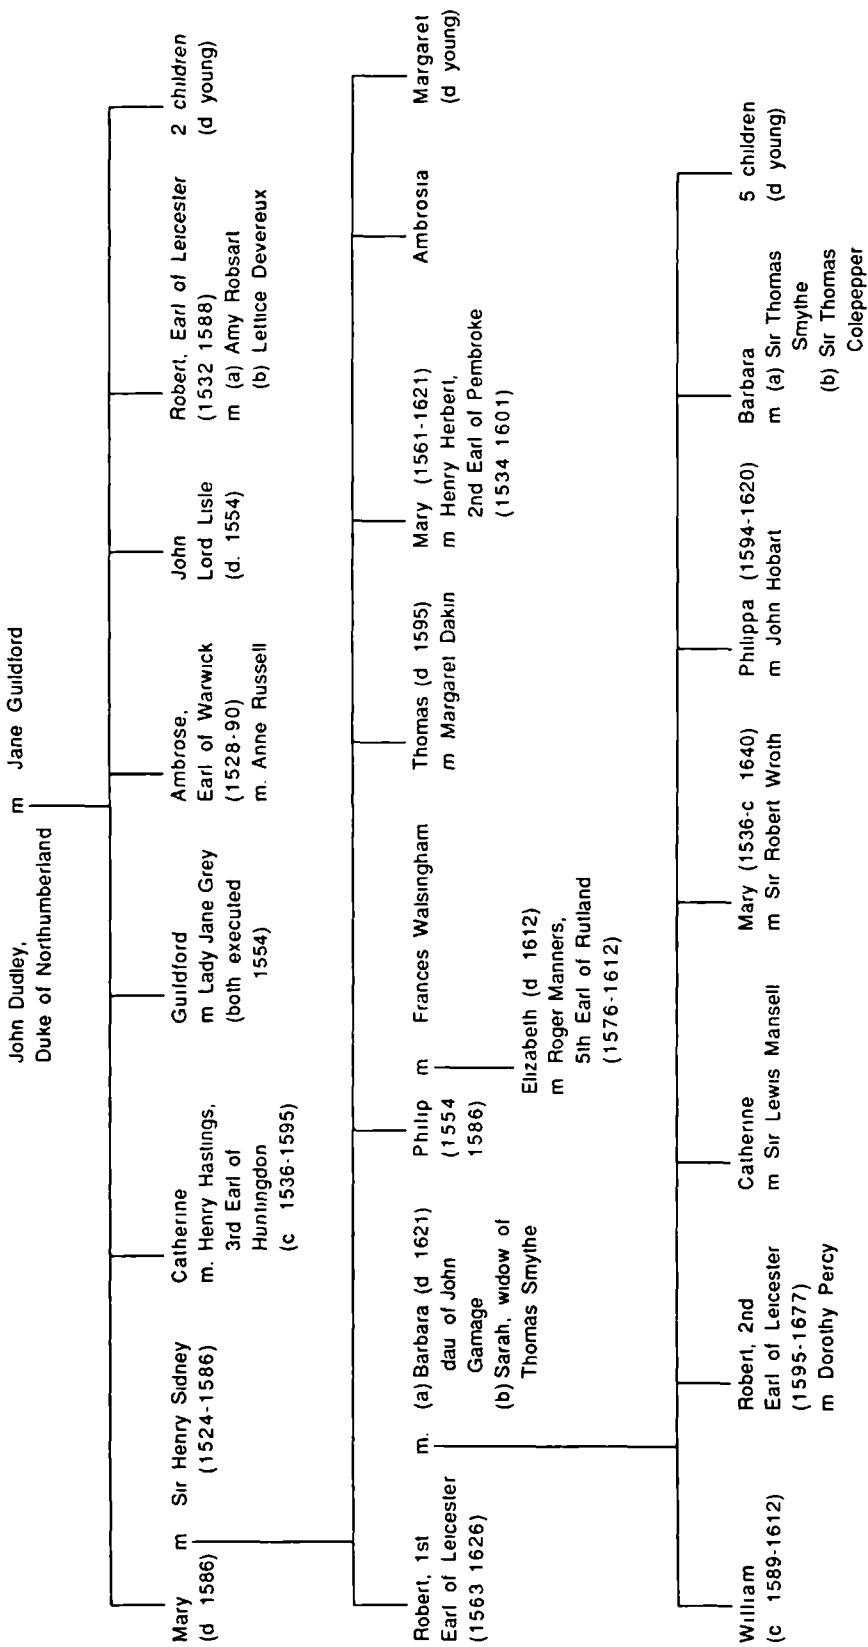 John Dudley,
Duke of Northumberland
m Jane Guildford
Mary
(d 1586)
m Sir Henry Sidney
(1524-1586)
Catherine
m. Henry Hastings,
3rd Earl of
Huntingdon
(c 1536-1595)
Guildford
m Lady Jane Grey
(both executed
1554)
Ambrose,
Earl of Warwick
(1528-90)
m. Anne Russell
John
Lord Lisle
(d. 1554)
Robert, Earl of Leicester
(1532 1588)
m (a) Amy Robsart
(b) Lettice Devereux
2 children
(d young)
Robert, 1st
Earl of Leicester
(1563 1626)
m. (a) Barbara (d 1621)
dau of John
Gamage
(b) Sarah, widow of
Thomas Smythe
Philip
(1554
1586)
m Frances Walsingham
Elizabeth (d 1612)
m Roger Manners,
5th Earl of Rutland
(1576-1612)
Thomas (d 1595)
m Margaret Dakin
Mary (1561-1621)
m Henry Herbert,
2nd Earl of Pembroke
(1534 1601)
Ambrosia
Margaret
(d young)
William
(c 1589-1612)
Robert, 2nd
Earl of Leicester
(1595-1677)
m Dorothy Percy
Catherine
m Sir Lewis Mansell
Mary (1536-c 1640)
m Sir Robert Wroth
Philippa (1594-1620)
m John Hobart
Barbara
m (a) Sir Thomas
Smythe
(b) Sir Thomas
Colepepper
5 children
(d young)